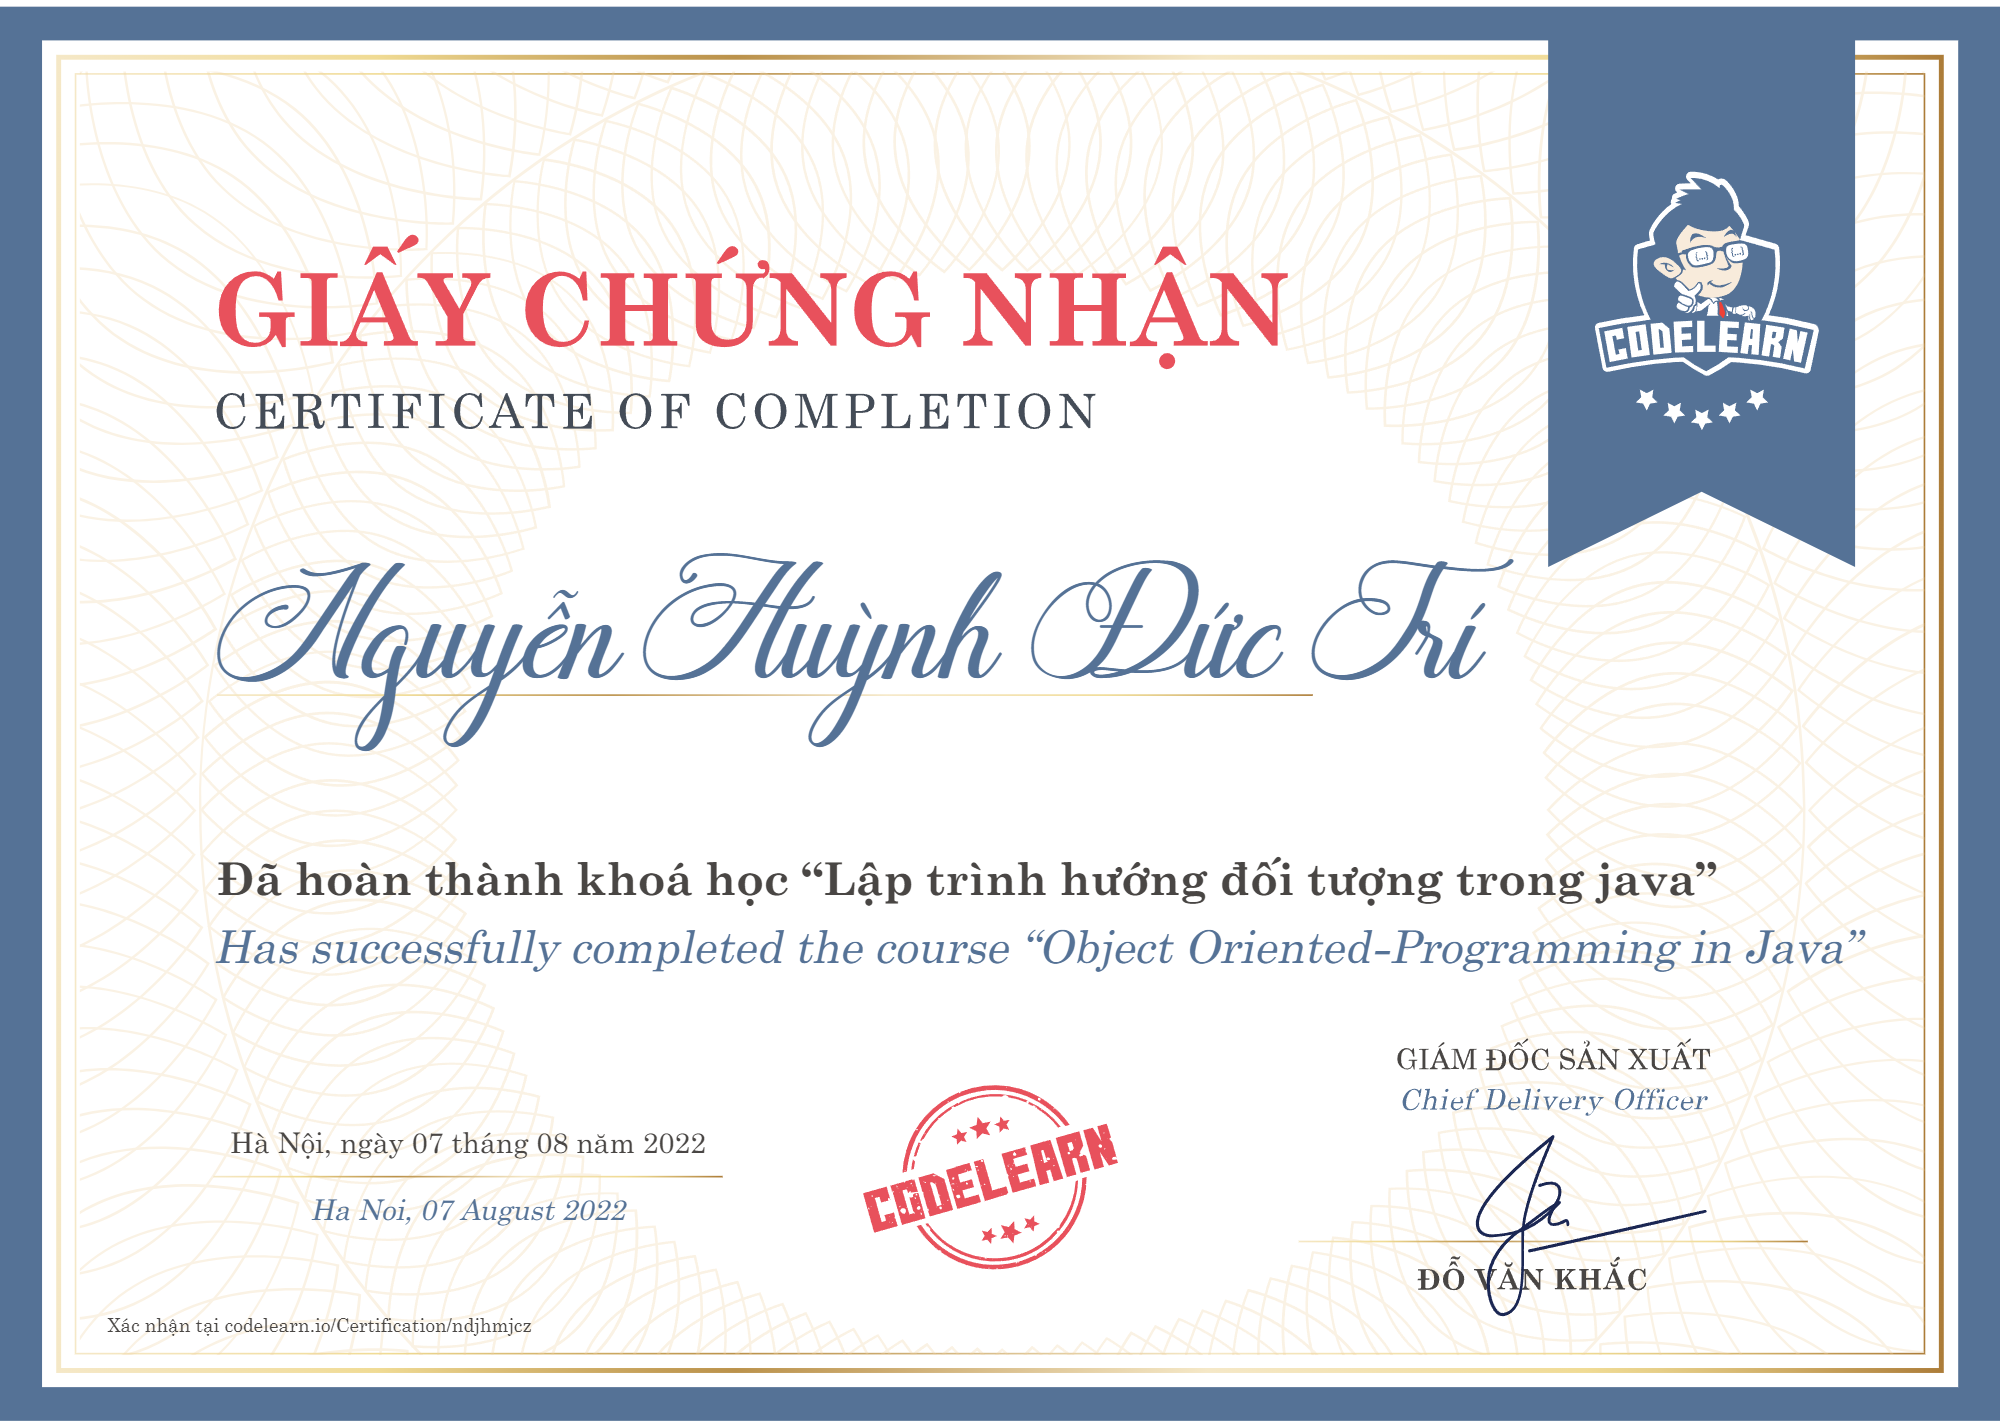 CODELEARN
GIẤY CHỨNG NHẬN
CERTIFICATE OF COMPLETION
Nguyễn Huỳnh Đức Trí
Đã hoàn thành khoá học “Lập trình hướng đối tượng trong java”
Has successfully completed the course “Object Oriented-Programming in Java”
GIÁM ĐỐC SẢN XUẤT
Chief Delivery Officer
Hà Nội, ngày 07 tháng 08 năm 2022
Ha Noi, 07 August 2022
CODELEARN
ĐỖ VĂN KHẮC
Xác nhận tại codelearn.io/Certification/ndjhmjcz